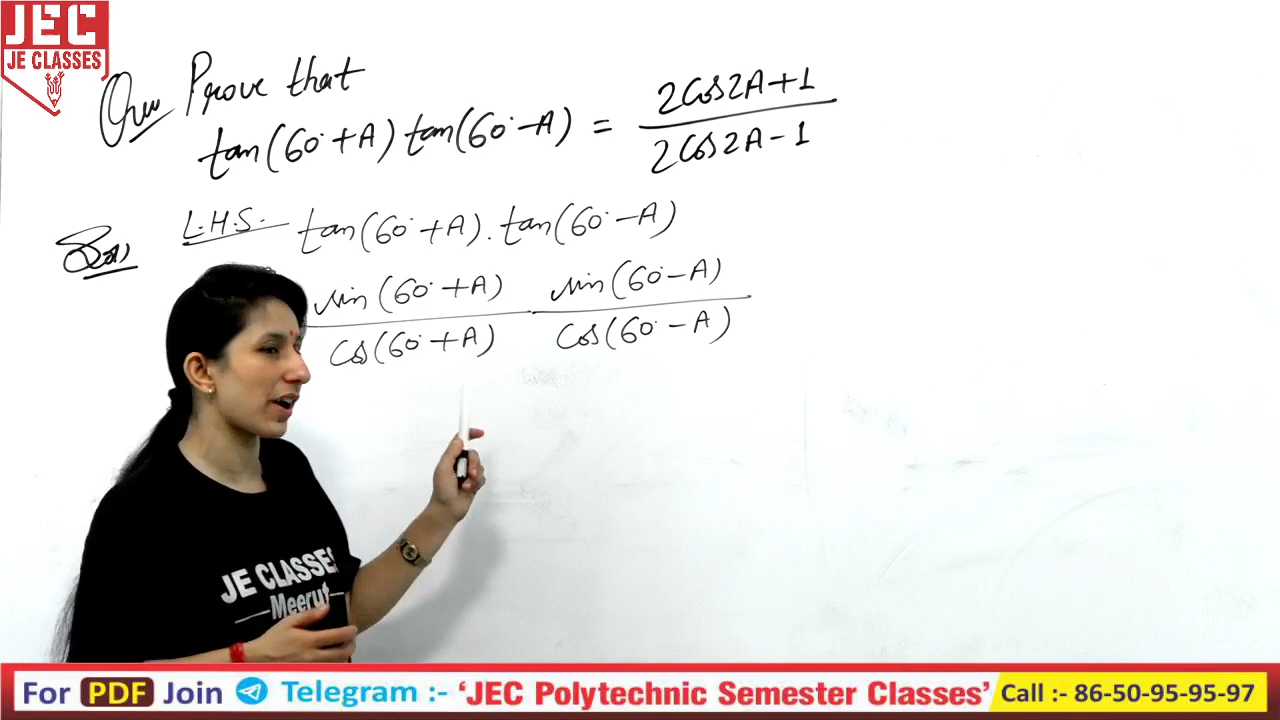 JEC
JE CLASSES
Que Prove that
tan(60°+A) tan(60°-A) = 2Cos2A+1 / 2Cos2A-1
Sol^n
L.H.S.- tan(60°+A). tan(60°-A)
sin(60°+A) / Cos(60°+A) . sin(60°-A) / Cos(60°-A)
JE CLASSES
Meerut
For PDF Join Telegram :- 'JEC Polytechnic Semester Classes' Call :- 86-50-95-95-97